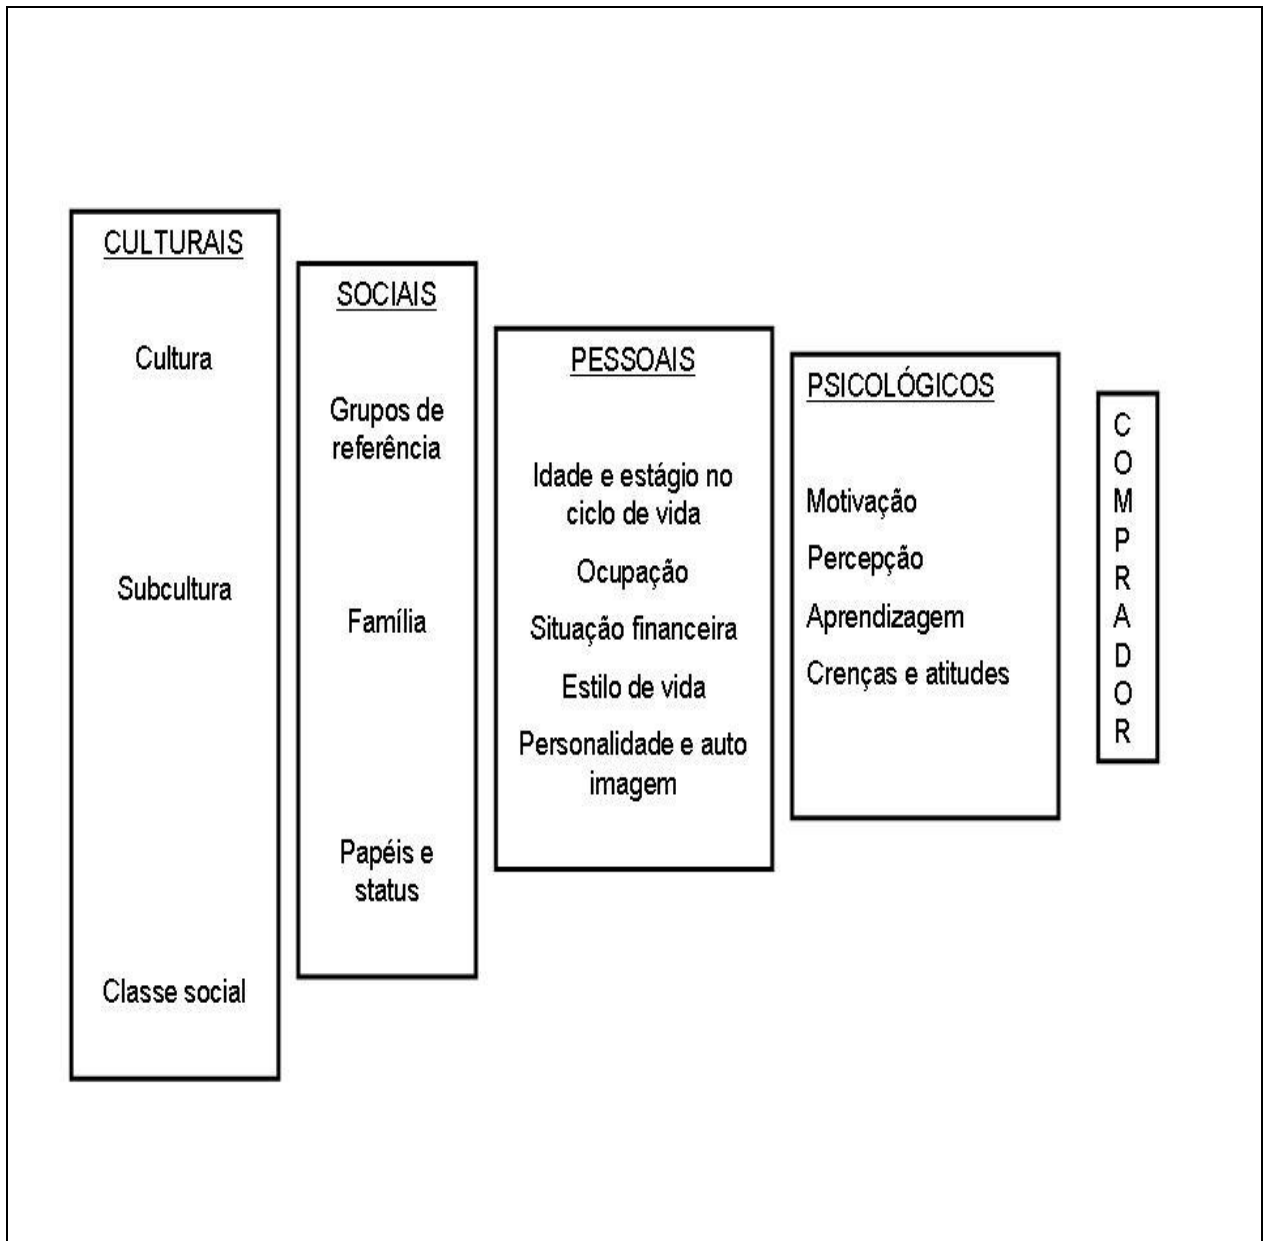 CULTURAIS
Cultura
Subcultura
Classe social
SOCIAIS
Grupos de
referência
Família
Papéis e
status
PESSOAIS
Idade e estágio no
ciclo de vida
Ocupação
Situação financeira
Estilo de vida
Personalidade e auto
imagem
PSICOLÓGICOS
Motivação
Percepção
Aprendizagem
Crenças e atitudes
C
O
M
P
R
A
D
O
R